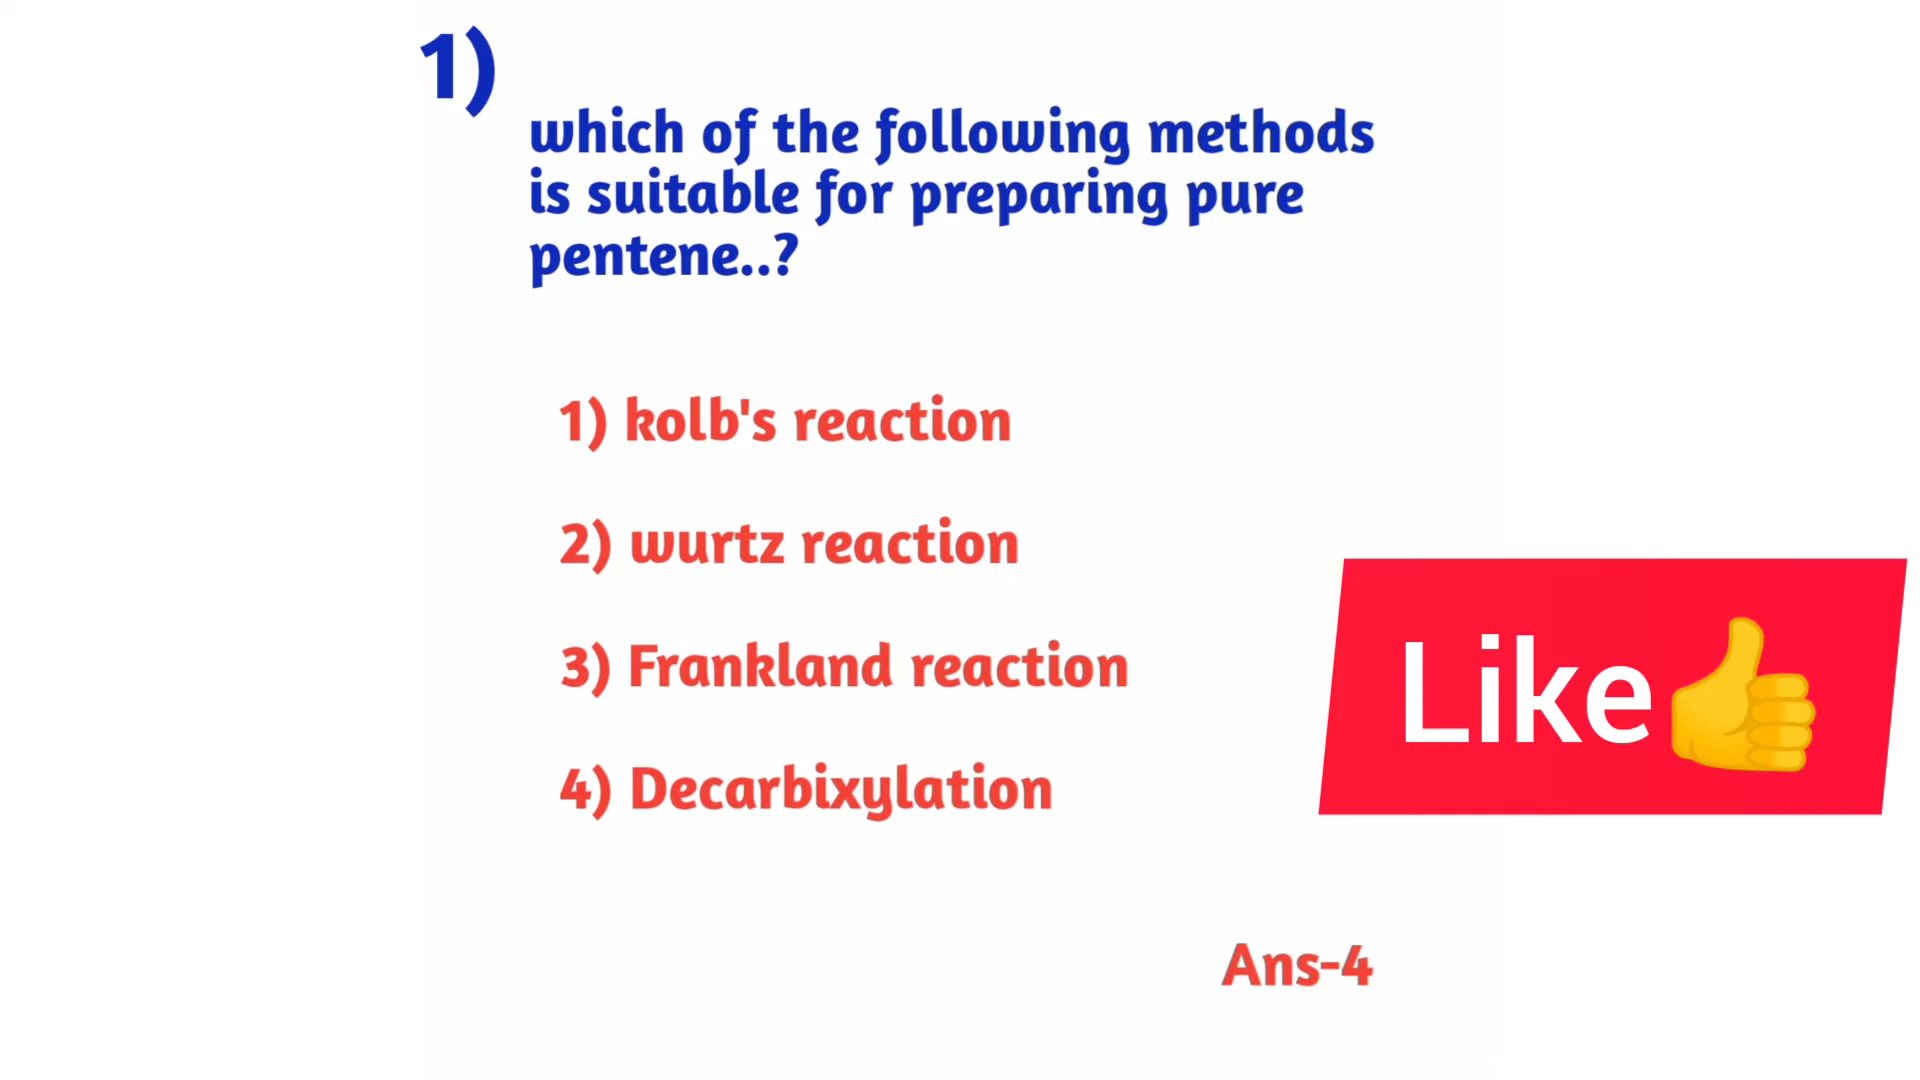 1)
which of the following methods
is suitable for preparing pure
pentene..?
1) kolb's reaction
2) wurtz reaction
3) Frankland reaction
4) Decarbixylation
Like👍
Ans-4